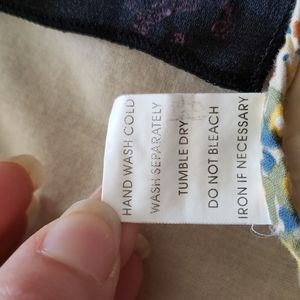 HAND WASH COLD
WASH SEPARATELY
TUMBLE DRY
DO NOT BLEACH
IRON IF NECESSARY